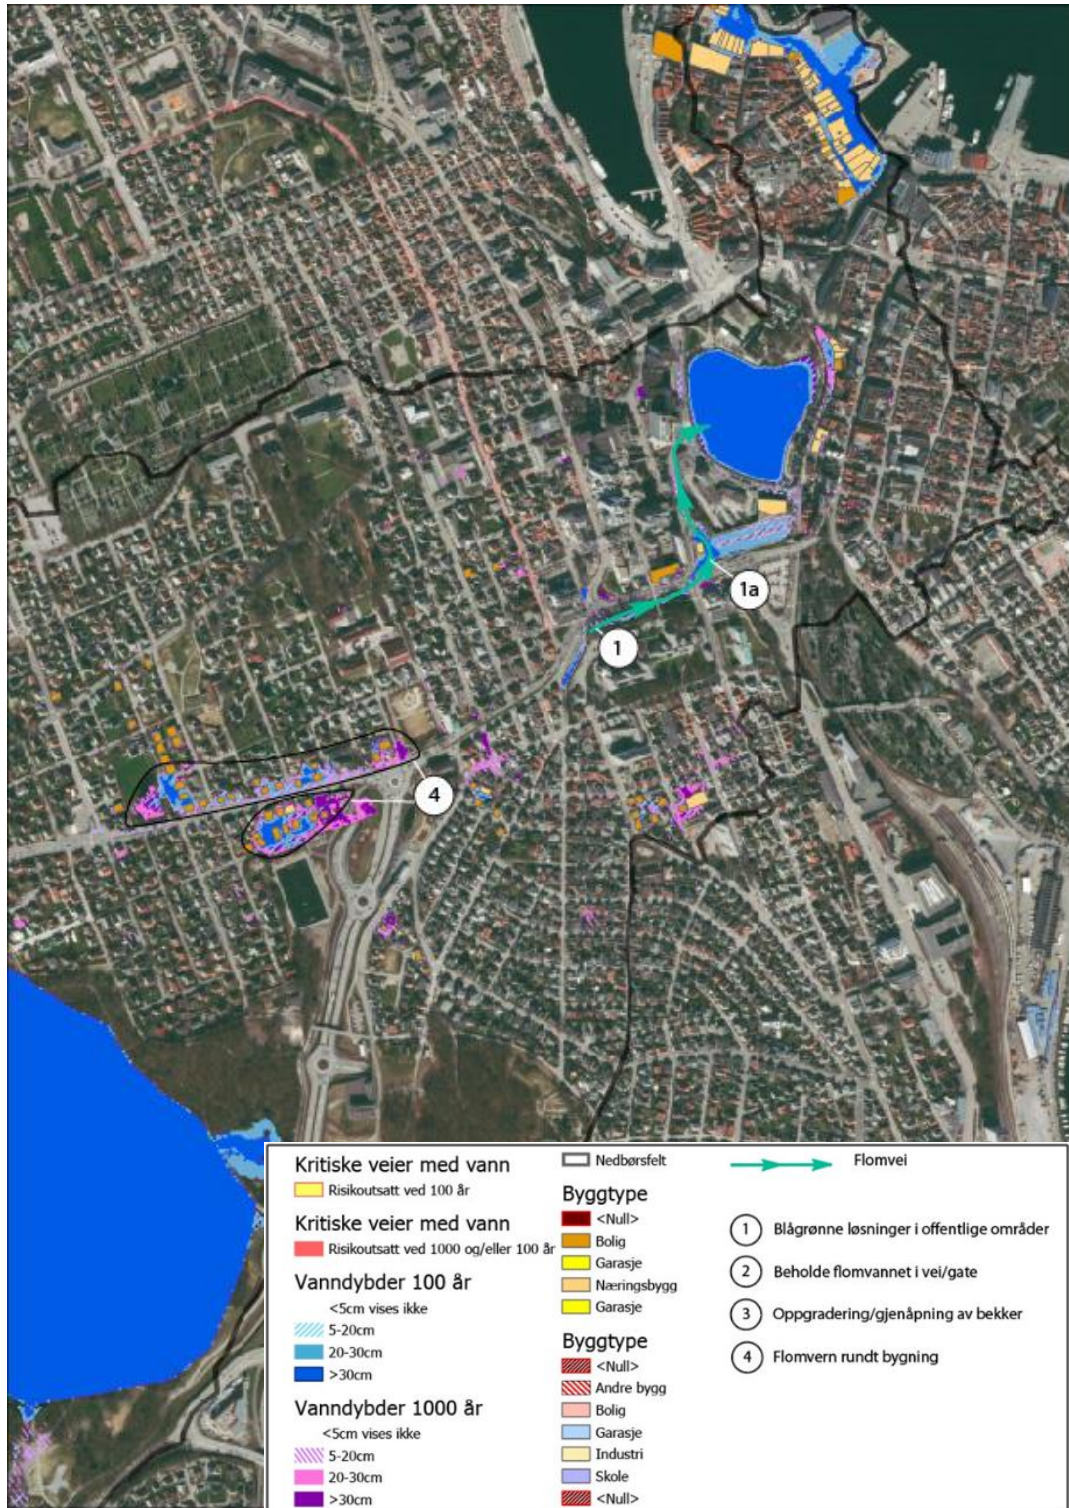 1a
1
4
Kritiske veier med vann
Risikoutsatt ved 100 år
Kritiske veier med vann
Risikoutsatt ved 1000 og/eller 100 år
Vanndybder 100 år
<5cm vises ikke
5-20cm
20-30cm
>30cm
Vanndybder 1000 år
<5cm vises ikke
5-20cm
20-30cm
>30cm
Nedbørsfelt
Byggtype
<Null>
Bolig
Garasje
Næringsbygg
Garasje
Byggtype
<Null>
Andre bygg
Bolig
Garasje
Industri
Skole
<Null>
Flomvei
1 Blågrønne løsninger i offentlige områder
2 Beholde flomvannet i vei/gate
3 Oppgradering/gjenåpning av bekker
4 Flomvern rundt bygning